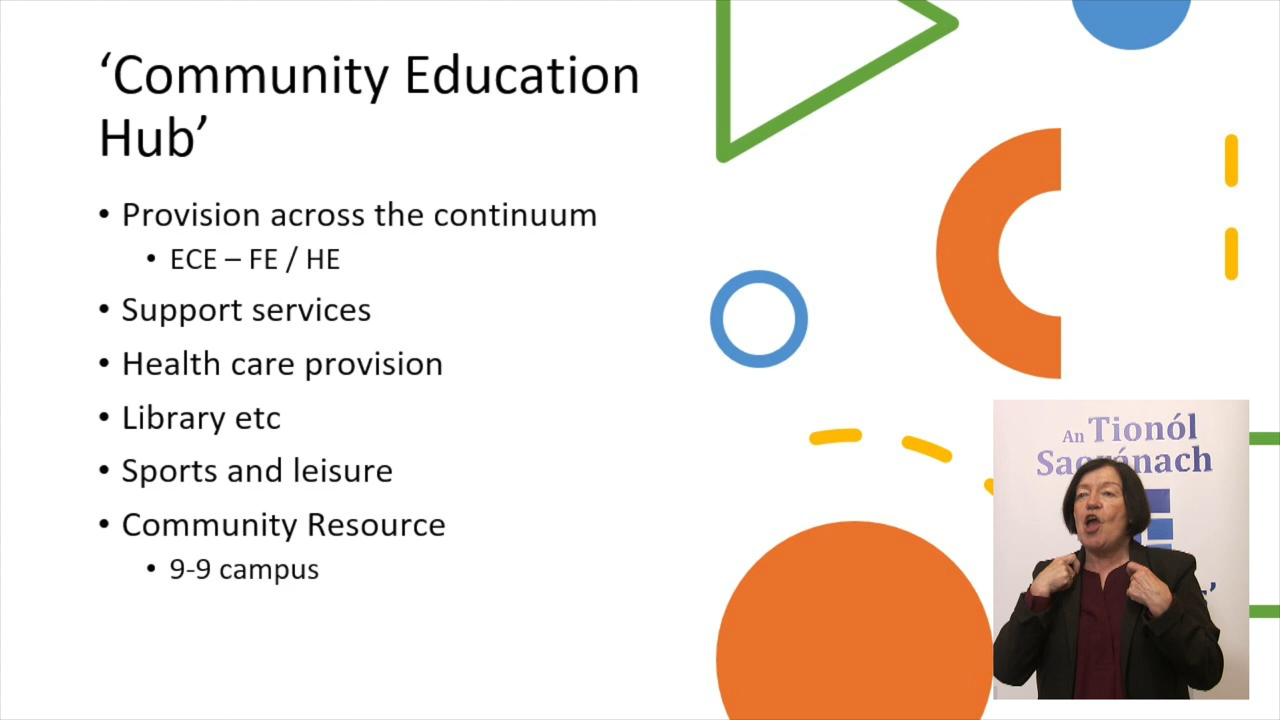 ‘Community Education
Hub’
• Provision across the continuum
• ECE – FE / HE
• Support services
• Health care provision
• Library etc
• Sports and leisure
• Community Resource
• 9-9 campus
An Tionól
Saoránach